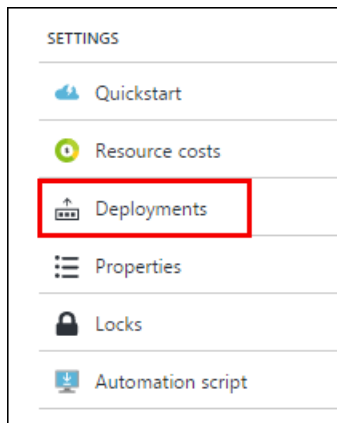 SETTINGS
Quickstart
Resource costs
Deployments
Properties
Locks
Automation script